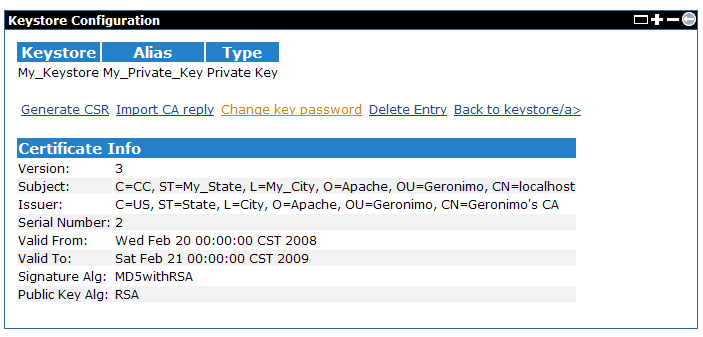 Keystore Configuration
Keystore Alias Type
My_Keystore My_Private_Key Private Key
Generate CSR Import CA reply Change key password Delete Entry Back to keystore/a>
Certificate Info
Version: 3
Subject: C=CC, ST=My_State, L=My_City, O=Apache, OU=Geronimo, CN=localhost
Issuer: C=US, ST=State, L=City, O=Apache, OU=Geronimo, CN=Geronimo's CA
Serial Number: 2
Valid From: Wed Feb 20 00:00:00 CST 2008
Valid To: Sat Feb 21 00:00:00 CST 2009
Signature Alg: MD5withRSA
Public Key Alg: RSA